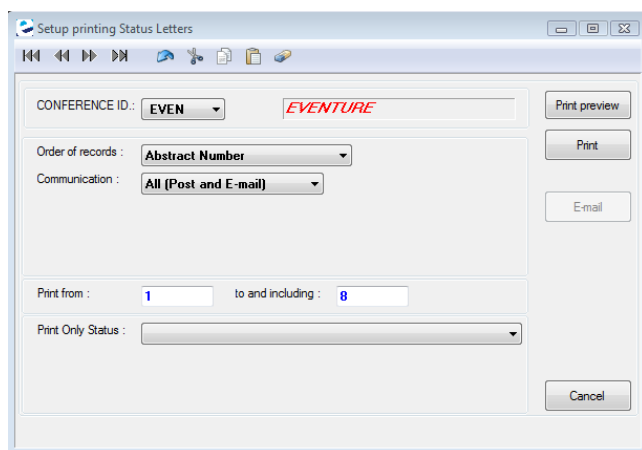 Setup printing Status Letters
CONFERENCE ID.: EVEN EVENTURE Print preview
Order of records : Abstract Number Print
Communication : All (Post and E-mail)
E-mail
Print from : 1 to and including : 8
Print Only Status :
Cancel